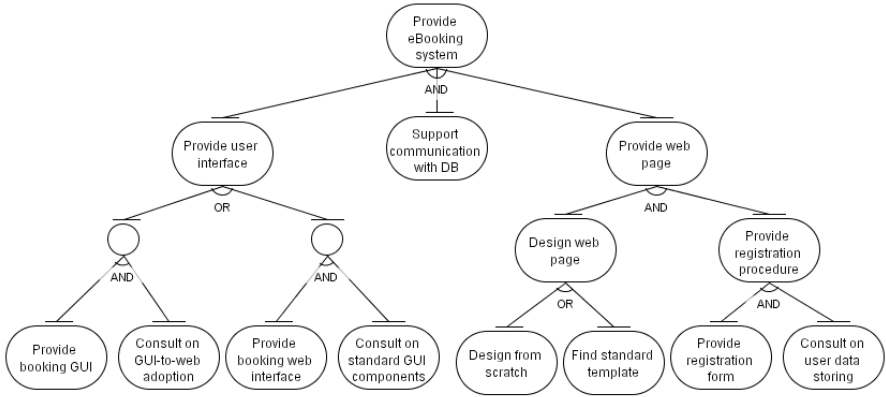 Provide
eBooking
system
AND
Provide user
interface
Support
communication
with DB
Provide web
page
OR
AND
Design web
page
Provide
registration
procedure
AND
AND
OR
AND
Provide
booking GUI
Consult on
GUI-to-web
adoption
Provide
booking web
interface
Consult on
standard GUI
components
Design from
scratch
Find standard
template
Provide
registration
form
Consult on
user data
storing